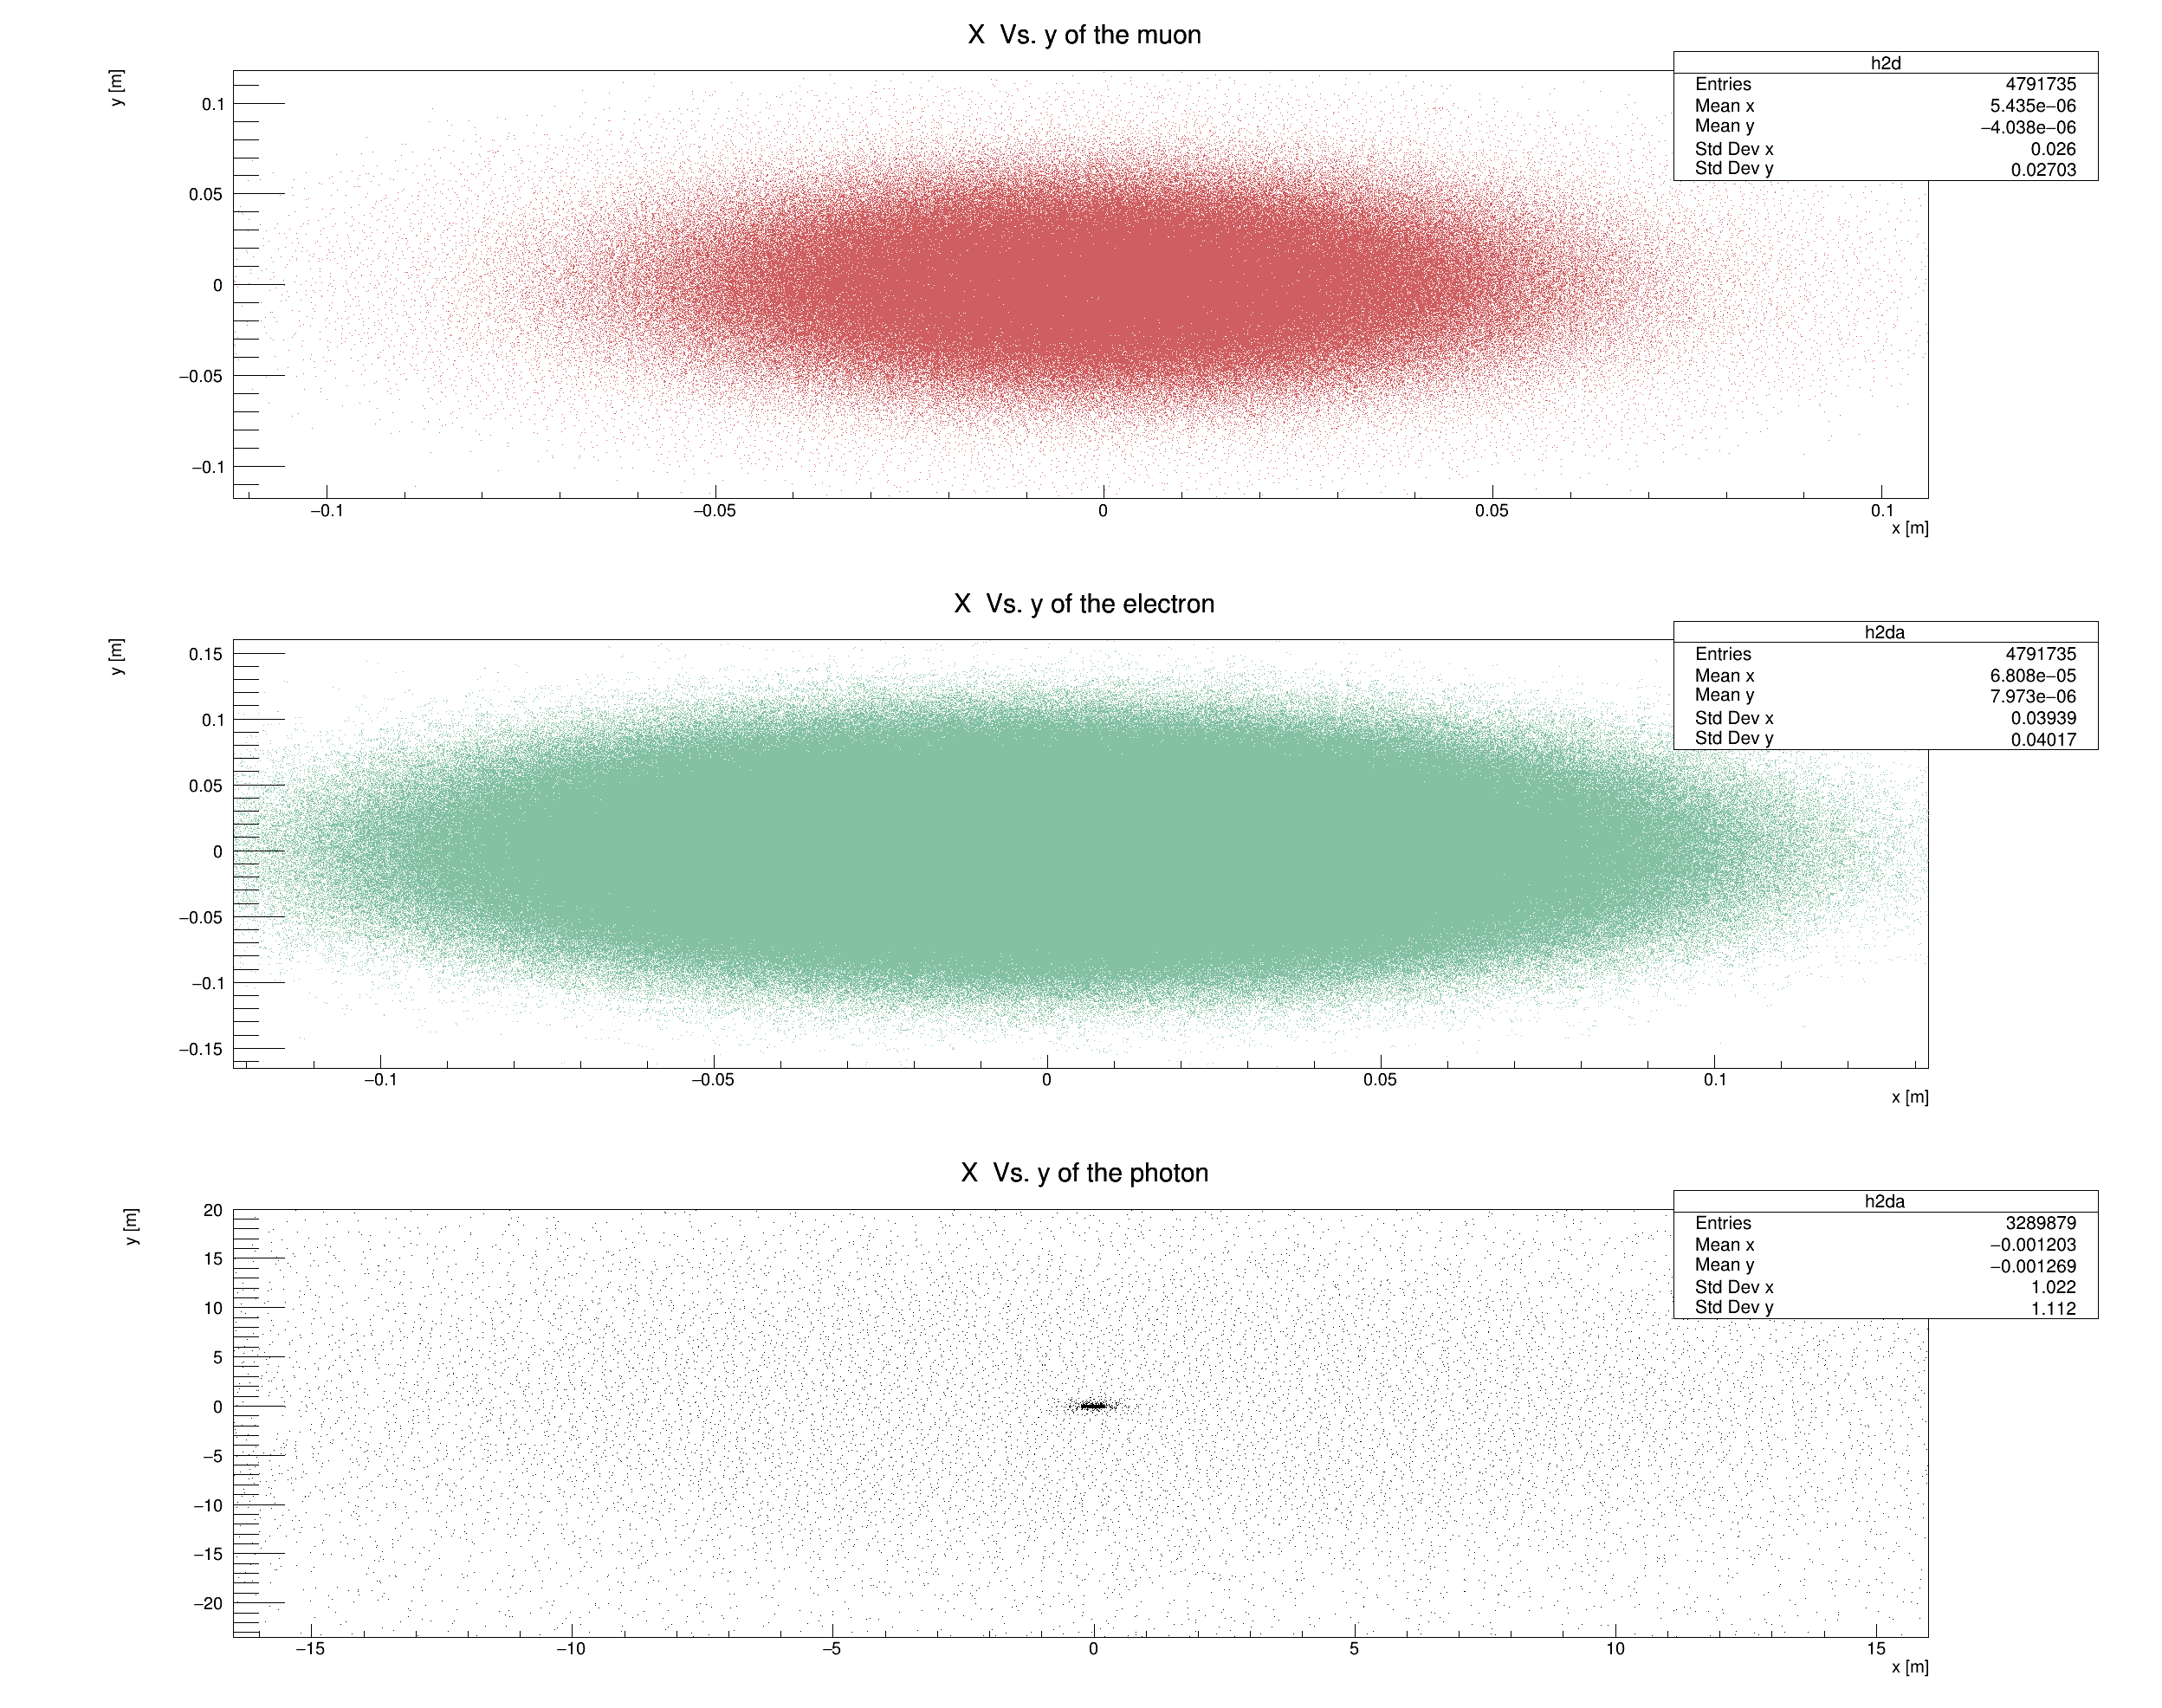 X Vs. y of the muon
y [m]
h2d
Entries 4791735
Mean x 5.435e−06
Mean y −4.038e−06
Std Dev x 0.026
Std Dev y 0.02703
0.1
0.05
0
−0.05
−0.1
−0.1 −0.05 0 0.05 0.1
x [m]
X Vs. y of the electron
y [m]
h2da
Entries 4791735
Mean x 6.808e−05
Mean y 7.973e−06
Std Dev x 0.03939
Std Dev y 0.04017
0.15
0.1
0.05
0
−0.05
−0.1
−0.15
−0.1 −0.05 0 0.05 0.1
x [m]
X Vs. y of the photon
y [m]
h2da
Entries 3289879
Mean x −0.001203
Mean y −0.001269
Std Dev x 1.022
Std Dev y 1.112
20
15
10
5
0
−5
−10
−15
−20
−15 −10 −5 0 5 10 15
x [m]